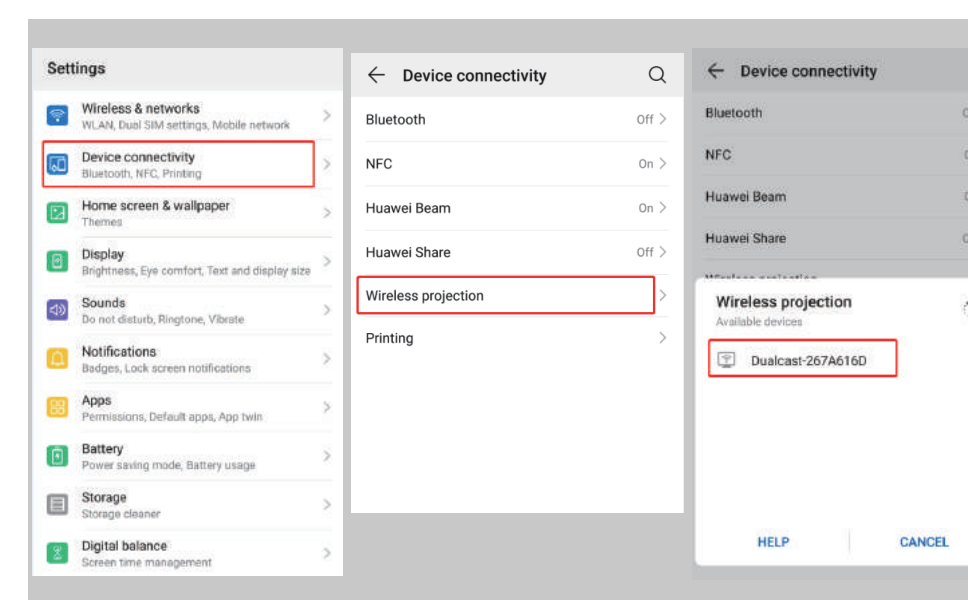 Settings
Wireless & networks
WLAN, Dual SIM settings, Mobile network
Device connectivity
Bluetooth, NFC, Printing
Home screen & wallpaper
Themes
Display
Brightness, Eye comfort, Text and display size
Sounds
Do not disturb, Ringtone, Vibrate
Notifications
Badges, Lock screen notifications
Apps
Permissions, Default apps, App twin
Battery
Power saving mode, Battery usage
Storage
Storage cleaner
Digital balance
Screen time management
Device connectivity
Bluetooth Off
NFC On
Huawei Beam On
Huawei Share Off
Wireless projection
Printing
Device connectivity
Bluetooth
NFC
Huawei Beam
Huawei Share
Wireless projection
Wireless projection
Available devices
Dualcast-267A616D
HELP CANCEL